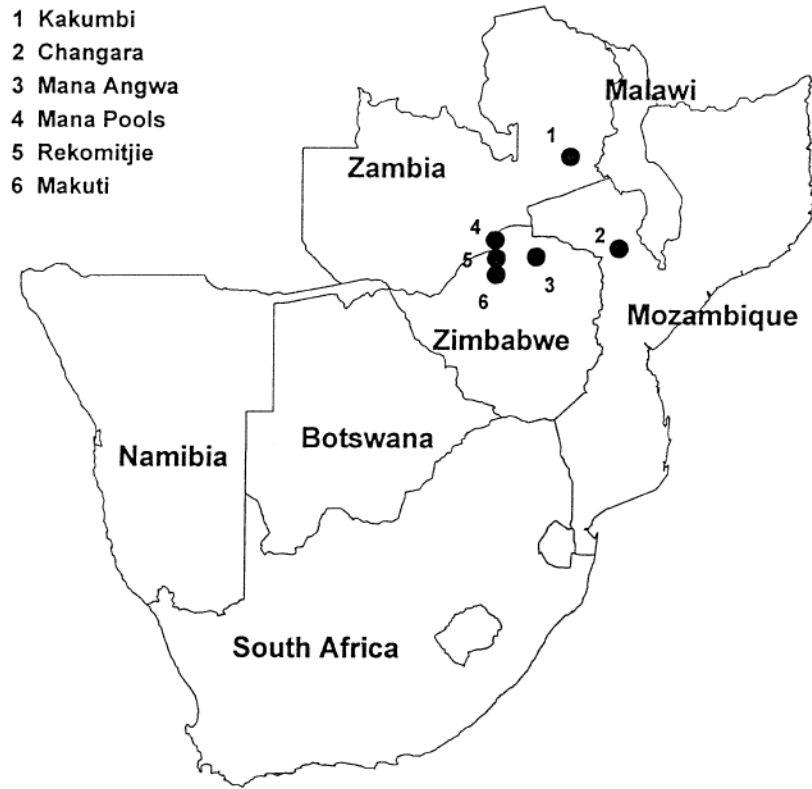 1 Kakumbi
2 Changara
3 Mana Angwa
4 Mana Pools
5 Rekomitjie
6 Makuti
Malawi
1
Zambia
4
2
5
3
6
Mozambique
Zimbabwe
Botswana
Namibia
South Africa